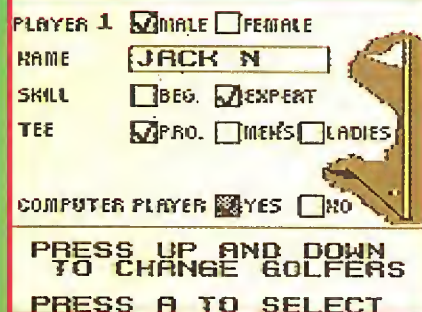 PLAYER 1 MALE FEMALE
NAME JACK N
SKILL BEG. EXPERT
TEE PRO. MEN'S LADIES
COMPUTER PLAYER YES NO
PRESS UP AND DOWN
TO CHANGE GOLFERS
PRESS A TO SELECT